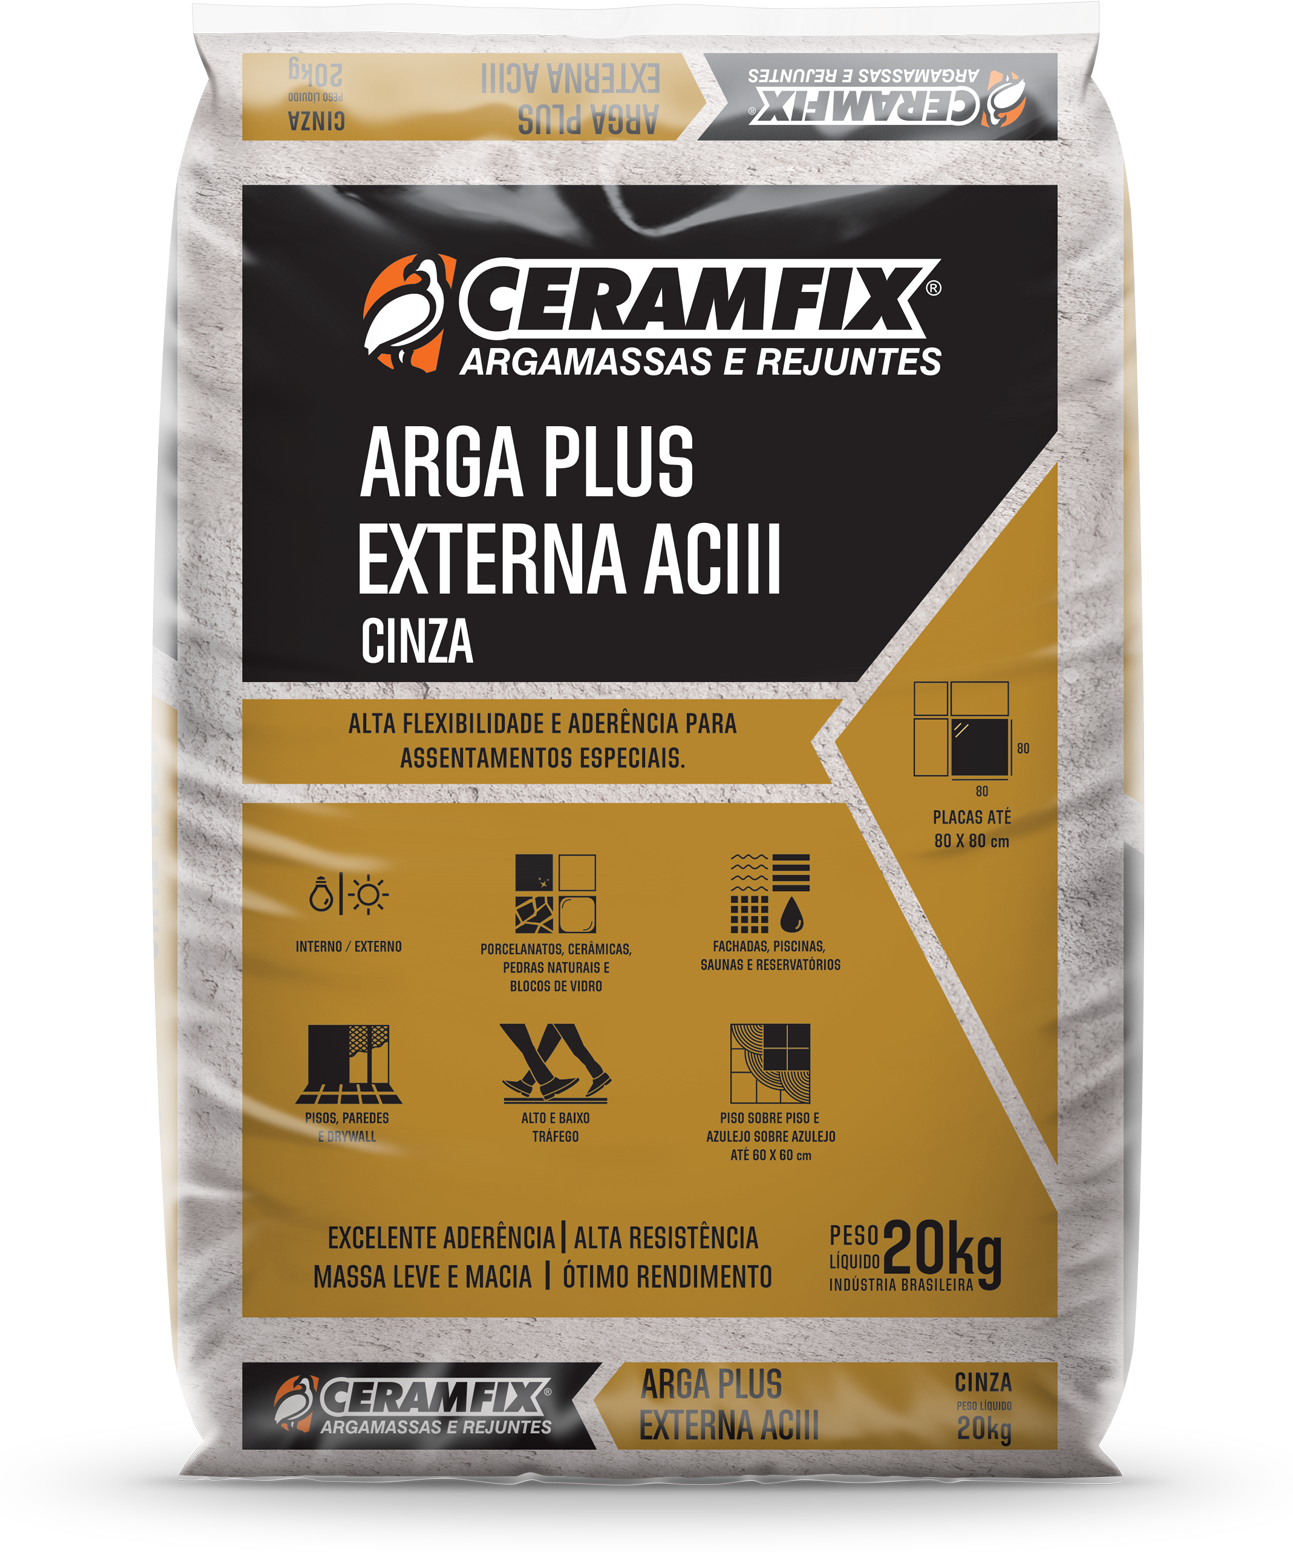 CINZA
PESO LÍQUIDO
20kg
ARGA PLUS
EXTERNA ACIII
CERAMFIX®
ARGAMASSAS E REJUNTES
CERAMFIX®
ARGAMASSAS E REJUNTES
ARGA PLUS
EXTERNA ACIII
CINZA
ALTA FLEXIBILIDADE E ADERÊNCIA PARA
ASSENTAMENTOS ESPECIAIS.
80
80
PLACAS ATÉ
80 X 80 cm
INTERNO / EXTERNO
PORCELANATOS, CERÂMICAS,
PEDRAS NATURAIS E
BLOCOS DE VIDRO
FACHADAS, PISCINAS,
SAUNAS E RESERVATÓRIOS
PISOS, PAREDES
E DRYWALL
ALTO E BAIXO
TRÁFEGO
PISO SOBRE PISO E
AZULEJO SOBRE AZULEJO
ATÉ 60 X 60 cm
EXCELENTE ADERÊNCIA | ALTA RESISTÊNCIA
MASSA LEVE E MACIA | ÓTIMO RENDIMENTO
PESO
LÍQUIDO 20kg
INDÚSTRIA BRASILEIRA
CERAMFIX®
ARGAMASSAS E REJUNTES
ARGA PLUS
EXTERNA ACIII
CINZA
PESO LÍQUIDO
20kg